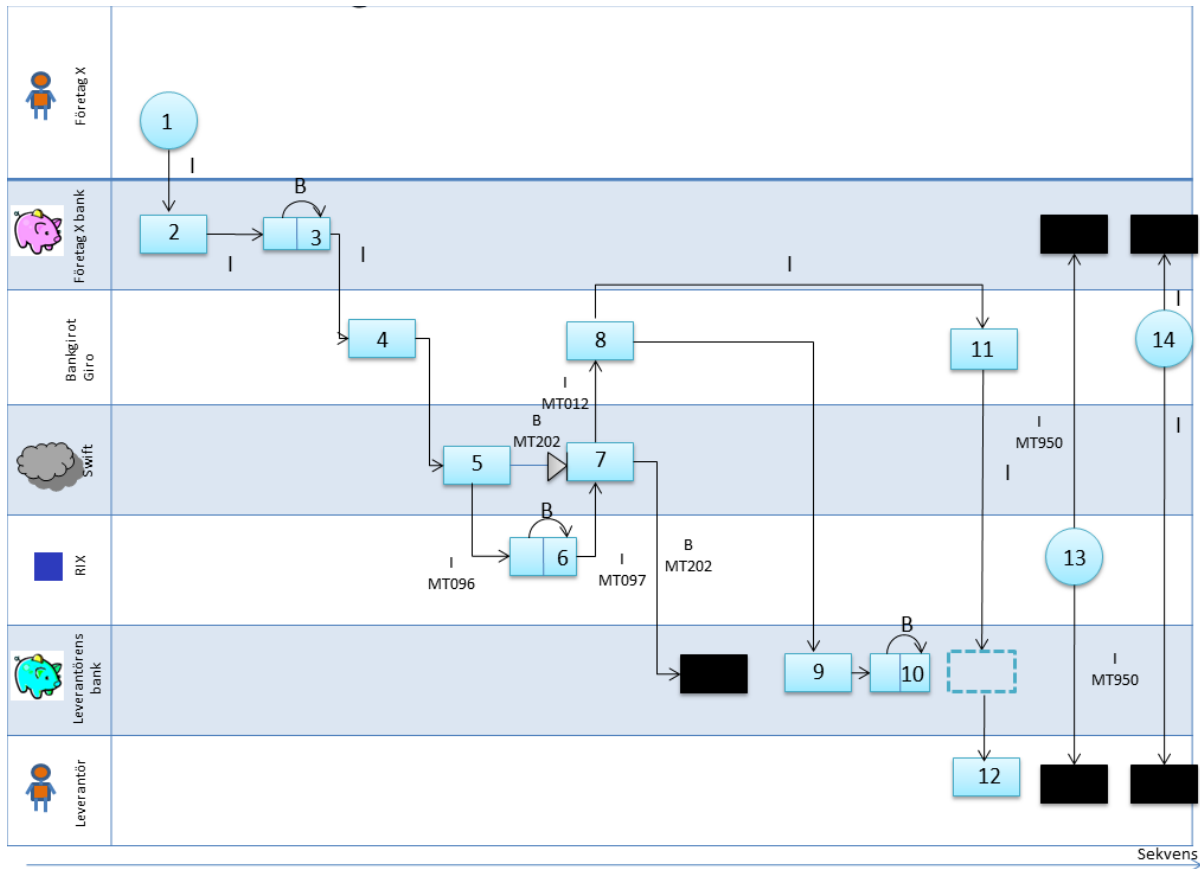 Företag X
1
I
Företag X bank
B
2
3
I
I
I
Bankgirot
Giro
4
8
11
14
I
I
MT012
Swift
B
MT202
5
7
I
MT950
I
I
RIX
B
6
I
MT096
I
MT097
B
MT202
13
Leverantörens
bank
B
9
10
I
MT950
Leverantör
12
Sekvens